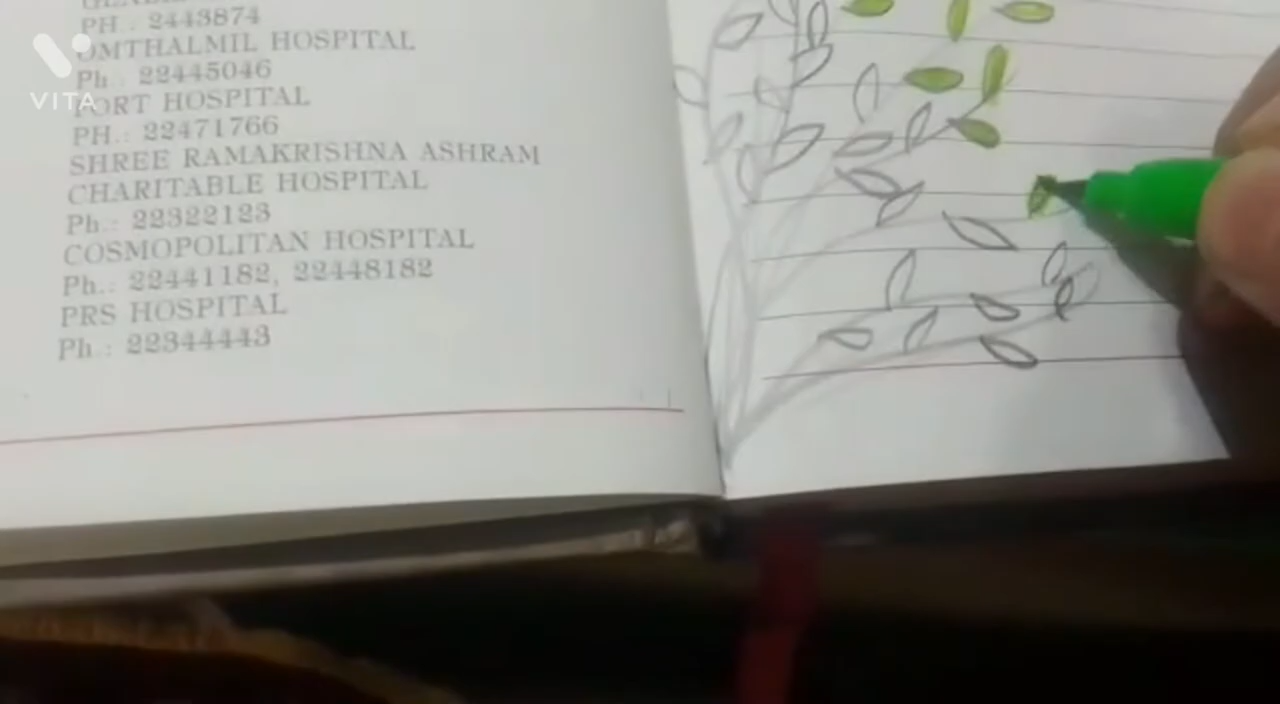 PH.: 2443874
OMTHALMIL HOSPITAL
Ph.: 22445046
FORT HOSPITAL
PH.: 22471766
SHREE RAMAKRISHNA ASHRAM
CHARITABLE HOSPITAL
Ph.: 22322123
COSMOPOLITAN HOSPITAL
Ph.: 22441182, 22448182
PRS HOSPITAL
Ph.: 22344443
VITA